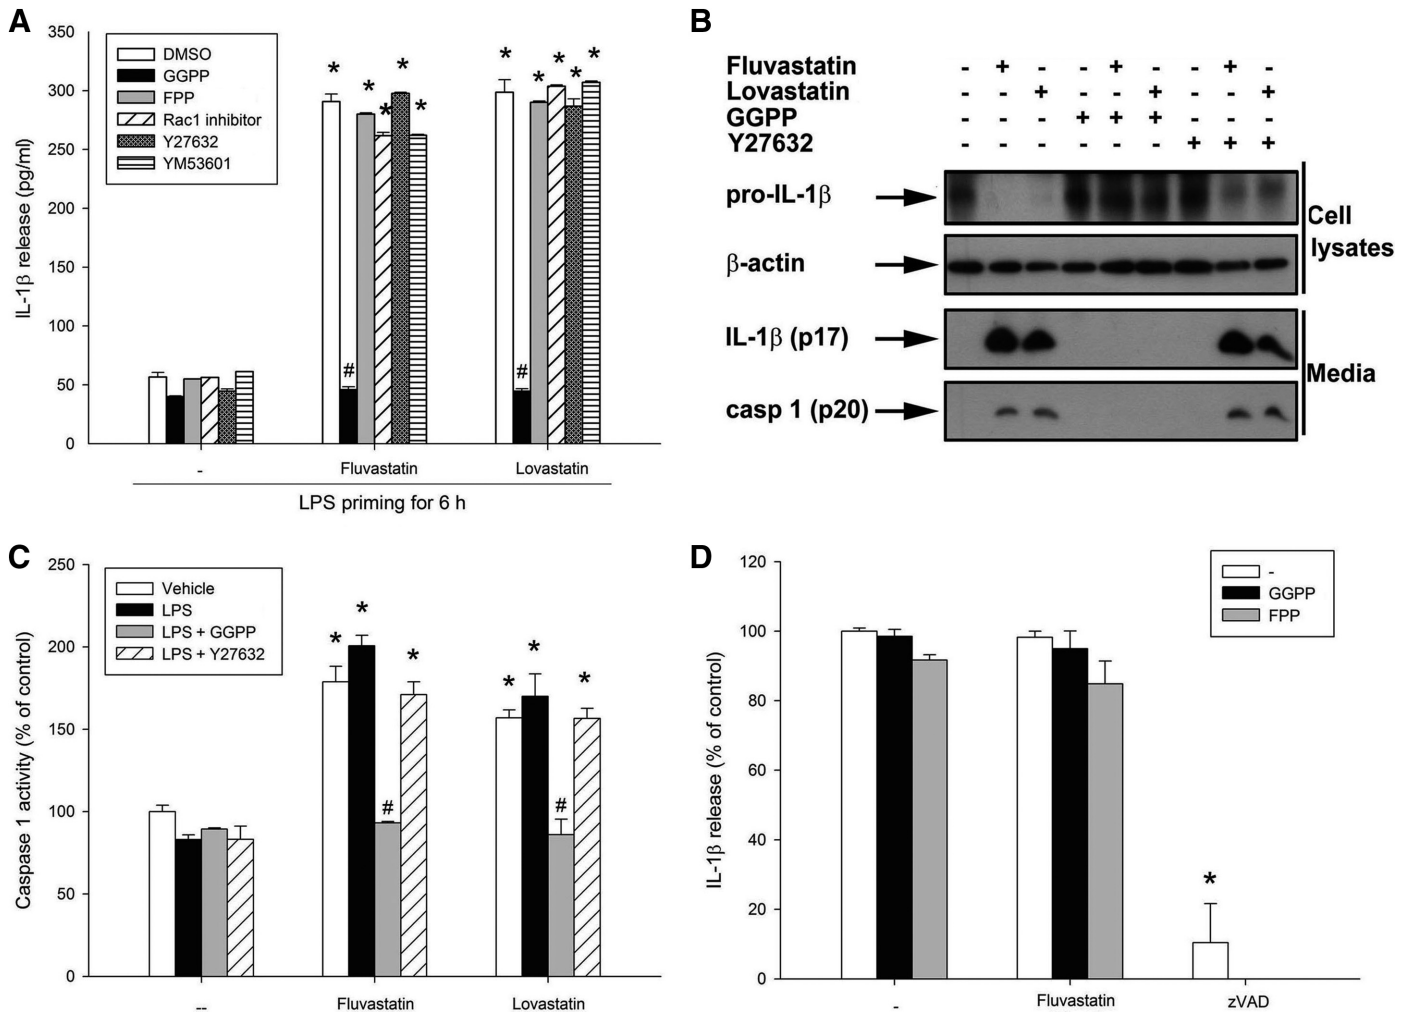 A
350
300
250
200
150
100
50
0
IL-1β release (pg/ml)
DMSO
GGPP
FPP
Rac1 inhibitor
Y27632
YM53601
* * * * * *
# 
* * * * *
#
- Fluvastatin Lovastatin
LPS priming for 6 h
B
Fluvastatin - + - - + - - + -
Lovastatin - - + - - + - - +
GGPP - - - + + + - - -
Y27632 - - - - - - + + +
pro-IL-1β
β-actin
Cell
lysates
IL-1β (p17)
casp 1 (p20)
Media
C
250
200
150
100
50
0
Caspase 1 activity (% of control)
Vehicle
LPS
LPS + GGPP
LPS + Y27632
* * # *
* * # *
-- Fluvastatin Lovastatin
D
120
100
80
60
40
20
0
IL-1β release (% of control)
-
GGPP
FPP
*
- Fluvastatin zVAD